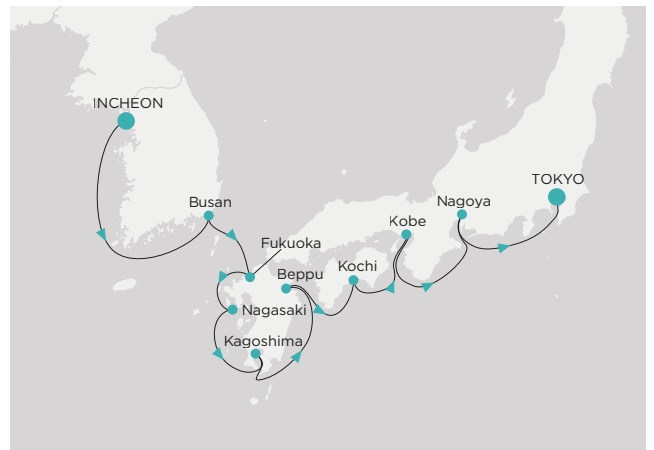 INCHEON
TOKYO
Busan
Nagoya
Kobe
Fukuoka
Kochi
Beppu
Nagasaki
Kagoshima